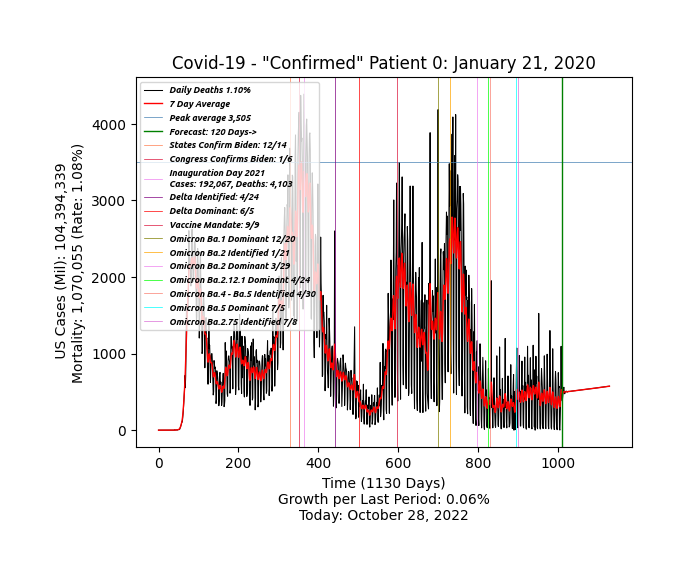 Covid-19 - "Confirmed" Patient 0: January 21, 2020
Daily Deaths 1.10%
7 Day Average
Peak average 3,505
Forecast: 120 Days->
States Confirm Biden: 12/14
Congress Confirms Biden: 1/6
Inauguration Day 2021
Cases: 192,067, Deaths: 4,103
Delta Identified: 4/24
Delta Dominant: 6/5
Vaccine Mandate: 9/9
Omicron Ba.1 Dominant 12/20
Omicron Ba.2 Identified 1/21
Omicron Ba.2 Dominant 3/29
Omicron Ba.2.12.1 Dominant 4/24
Omicron Ba.4 - Ba.5 Identified 4/30
Omicron Ba.5 Dominant 7/5
Omicron Ba.2.75 Identified 7/8
US Cases (Mil): 104,394,339
Mortality: 1,070,055 (Rate: 1.08%)
4000
3000
2000
1000
0
0 200 400 600 800 1000
Time (1130 Days)
Growth per Last Period: 0.06%
Today: October 28, 2022